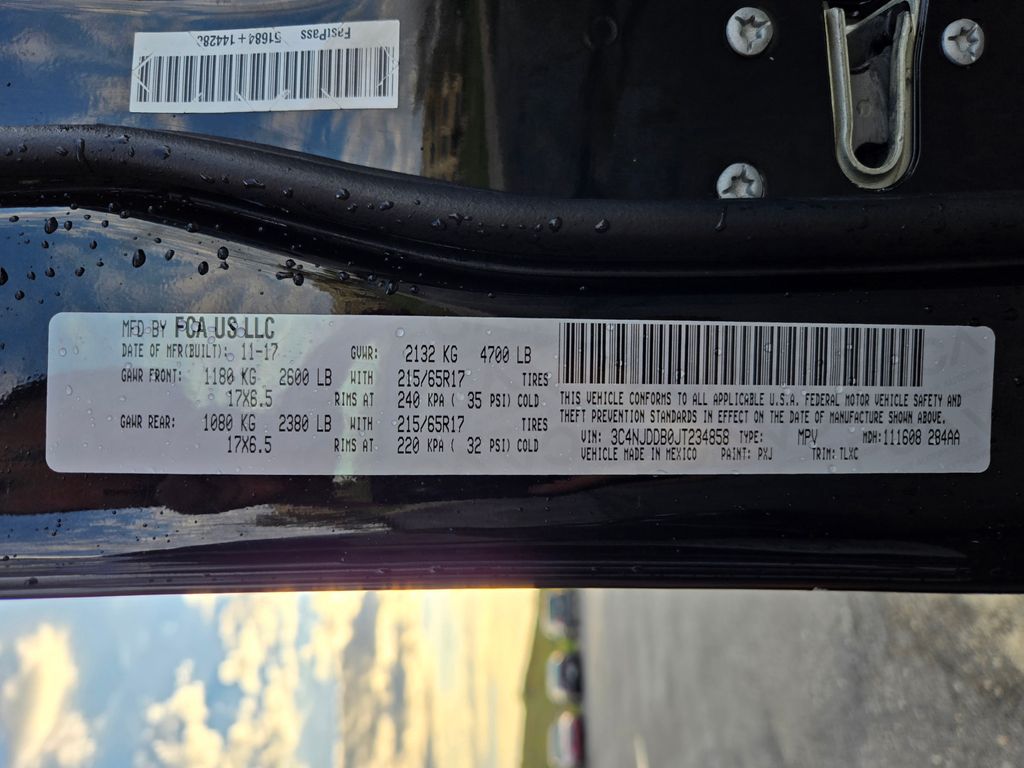 FastPass
51684+14428
MFD BY FCA US LLC
DATE OF MFR(BUILT): 11-17 GVWR: 2132 KG 4700 LB
GAWR FRONT: 1180 KG 2600 LB WITH 215/65R17 TIRES
17X6.5 RIMS AT 240 KPA ( 35 PSI) COLD
GAWR REAR: 1080 KG 2380 LB WITH 215/65R17 TIRES
17X6.5 RIMS AT 220 KPA ( 32 PSI) COLD
THIS VEHICLE CONFORMS TO ALL APPLICABLE U.S.A. FEDERAL MOTOR VEHICLE SAFETY AND
THEFT PREVENTION STANDARDS IN EFFECT ON THE DATE OF MANUFACTURE SHOWN ABOVE.
VIN: 3C4NJDDB0JT234858 TYPE: MPV MDH:111608 284AA
VEHICLE MADE IN MEXICO PAINT: PXJ TRIM: TLXC